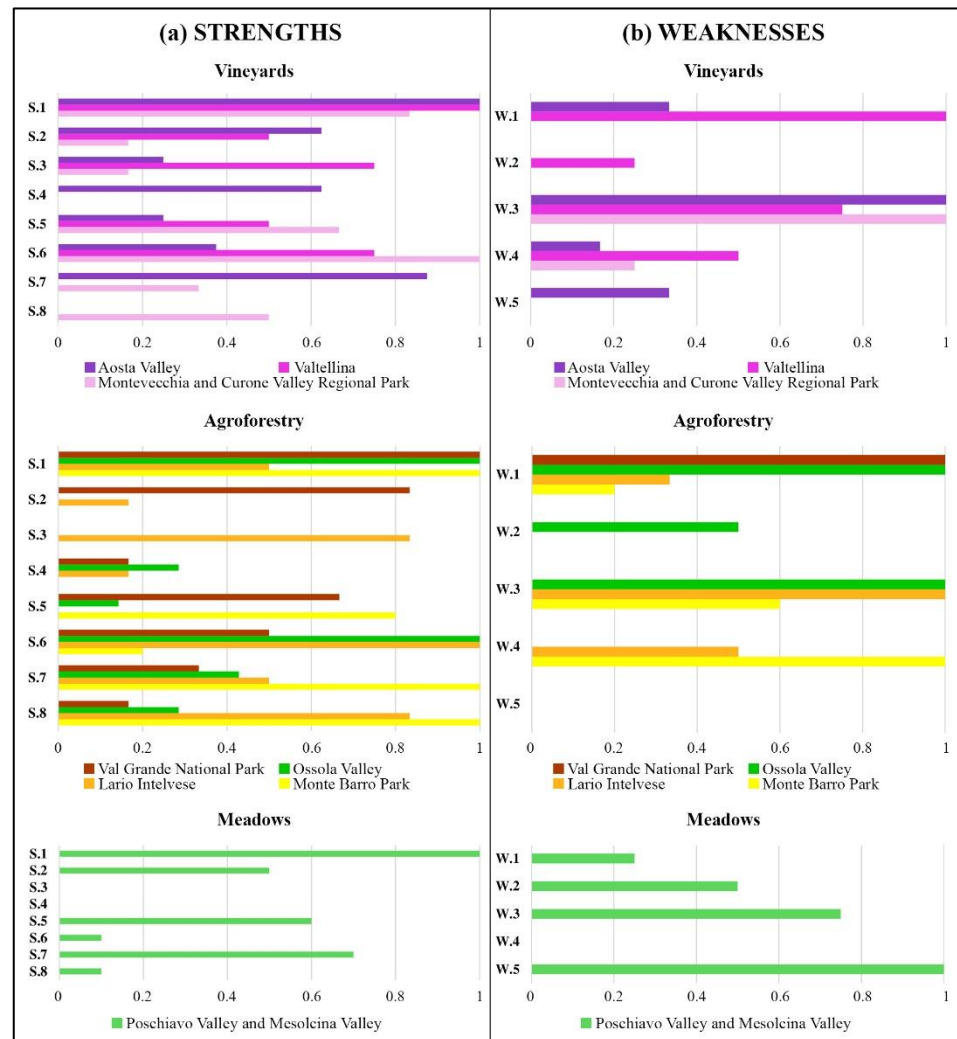 (a) STRENGTHS
Vineyards
S.1
S.2
S.3
S.4
S.5
S.6
S.7
S.8
0 0.2 0.4 0.6 0.8 1
Aosta Valley Valtellina
Montevecchia and Curone Valley Regional Park
Agroforestry
S.1
S.2
S.3
S.4
S.5
S.6
S.7
S.8
0 0.2 0.4 0.6 0.8 1
Val Grande National Park Ossola Valley
Lario Intelvese Monte Barro Park
Meadows
S.1
S.2
S.3
S.4
S.5
S.6
S.7
S.8
0 0.2 0.4 0.6 0.8 1
Poschiavo Valley and Mesolcina Valley
(b) WEAKNESSES
Vineyards
W.1
W.2
W.3
W.4
W.5
0 0.2 0.4 0.6 0.8 1
Aosta Valley Valtellina
Montevecchia and Curone Valley Regional Park
Agroforestry
W.1
W.2
W.3
W.4
W.5
0 0.2 0.4 0.6 0.8 1
Val Grande National Park Ossola Valley
Lario Intelvese Monte Barro Park
Meadows
W.1
W.2
W.3
W.4
W.5
0 0.2 0.4 0.6 0.8 1
Poschiavo Valley and Mesolcina Valley